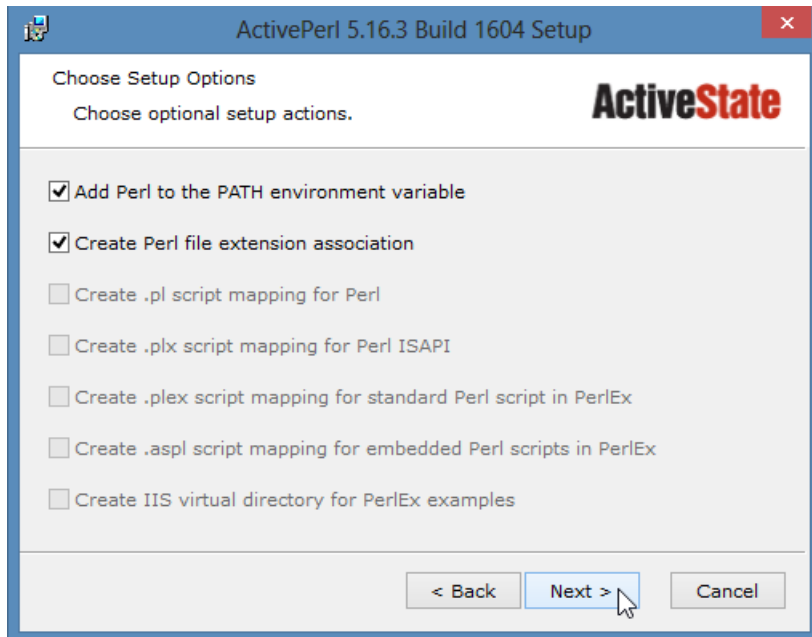 ActivePerl 5.16.3 Build 1604 Setup
Choose Setup Options
Choose optional setup actions.
ActiveState
Add Perl to the PATH environment variable
Create Perl file extension association
Create .pl script mapping for Perl
Create .plx script mapping for Perl ISAPI
Create .plex script mapping for standard Perl script in PerlEx
Create .aspl script mapping for embedded Perl scripts in PerlEx
Create IIS virtual directory for PerlEx examples
< Back
Next >
Cancel